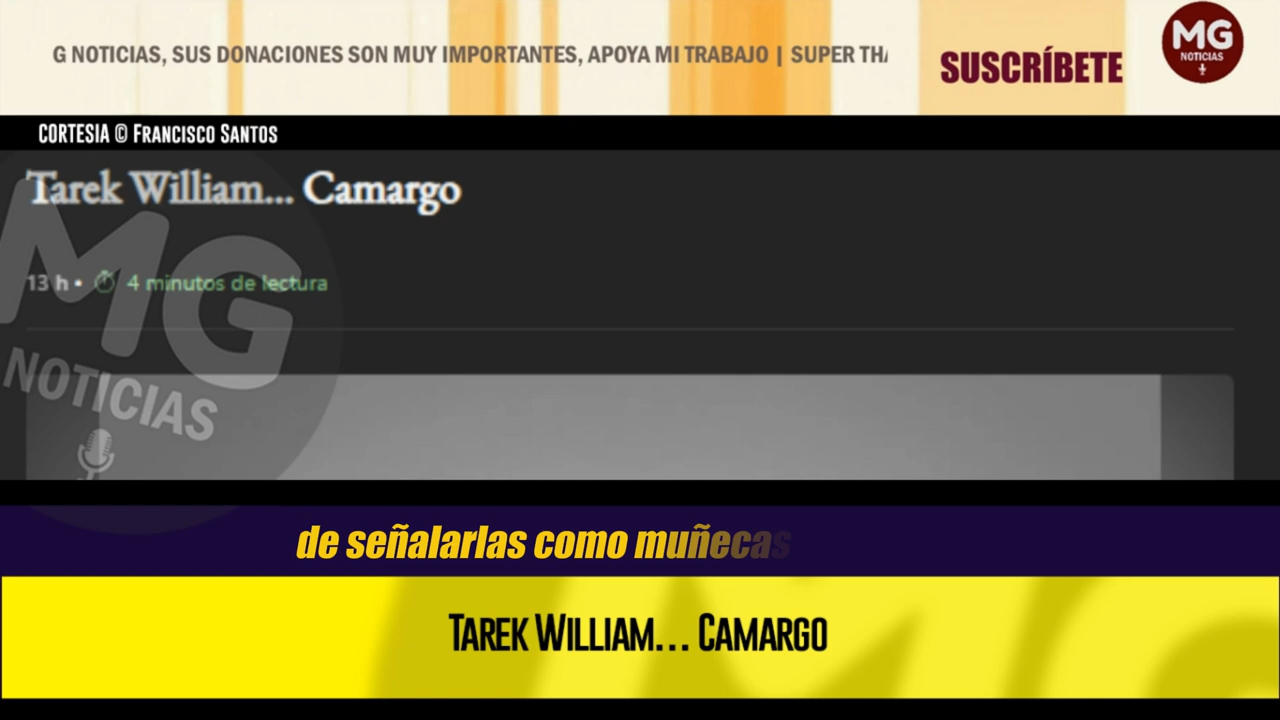 G NOTICIAS, SUS DONACIONES SON MUY IMPORTANTES, APOYA MI TRABAJO | SUPER THA
SUSCRÍBETE
MG
NOTICIAS
CORTESIA © FRANCISCO SANTOS
Tarek William... Camargo
13 h • 4 minutos de lectura
MG
NOTICIAS
de señalarlas como muñecas
TAREK WILLIAM... CAMARGO